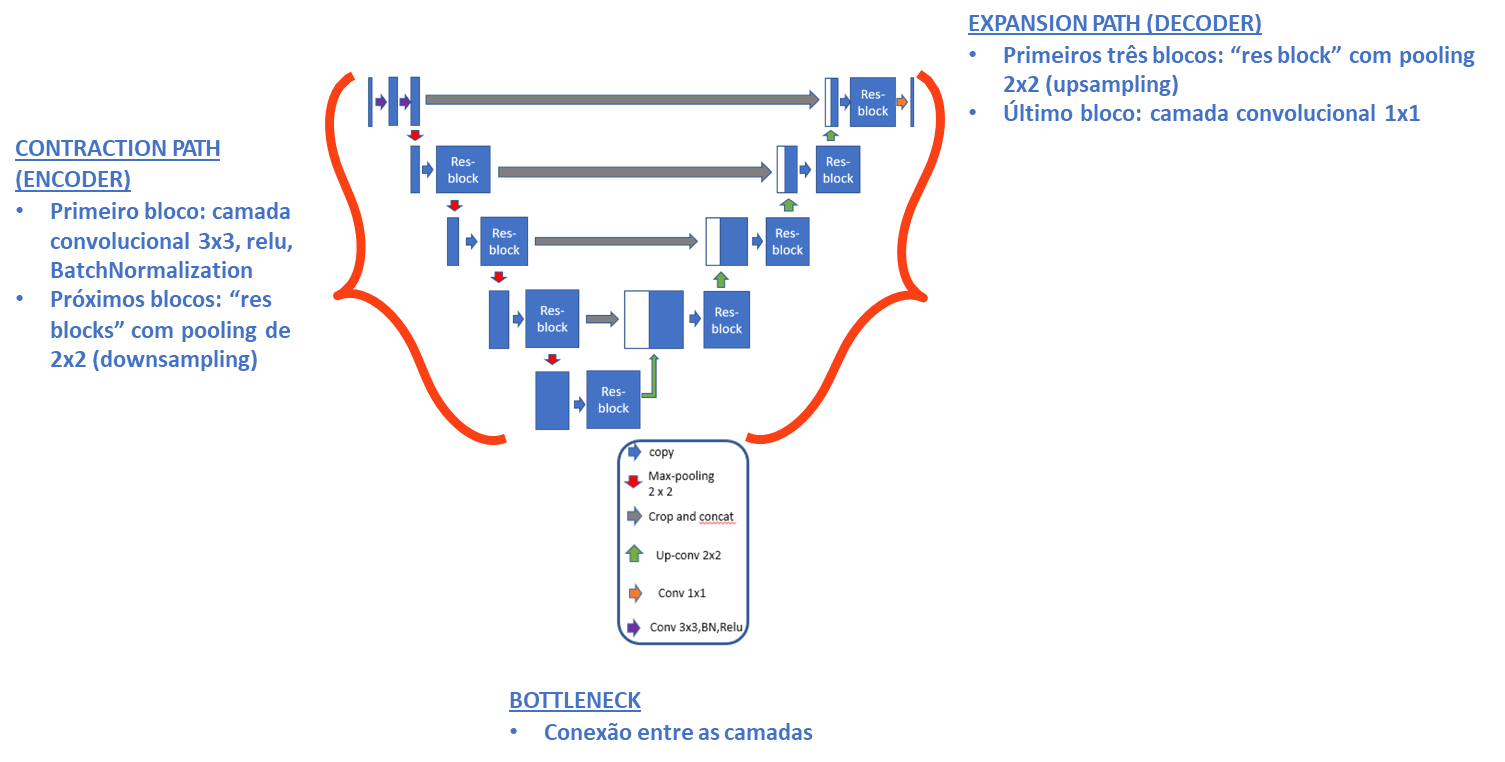 EXPANSION PATH (DECODER)
• Primeiros três blocos: “res block” com pooling
2x2 (upsampling)
• Último bloco: camada convolucional 1x1
CONTRACTION PATH
(ENCODER)
• Primeiro bloco: camada
convolucional 3x3, relu,
BatchNormalization
• Próximos blocos: “res
blocks” com pooling de
2x2 (downsampling)
Res-
block
Res-
block
Res-
block
Res-
block
Res-
block
Res-
block
Res-
block
Res-
block
Res-
block
copy
Max-pooling
2 x 2
Crop and concat
Up-conv 2x2
Conv 1x1
Conv 3x3,BN,Relu
BOTTLENECK
• Conexão entre as camadas